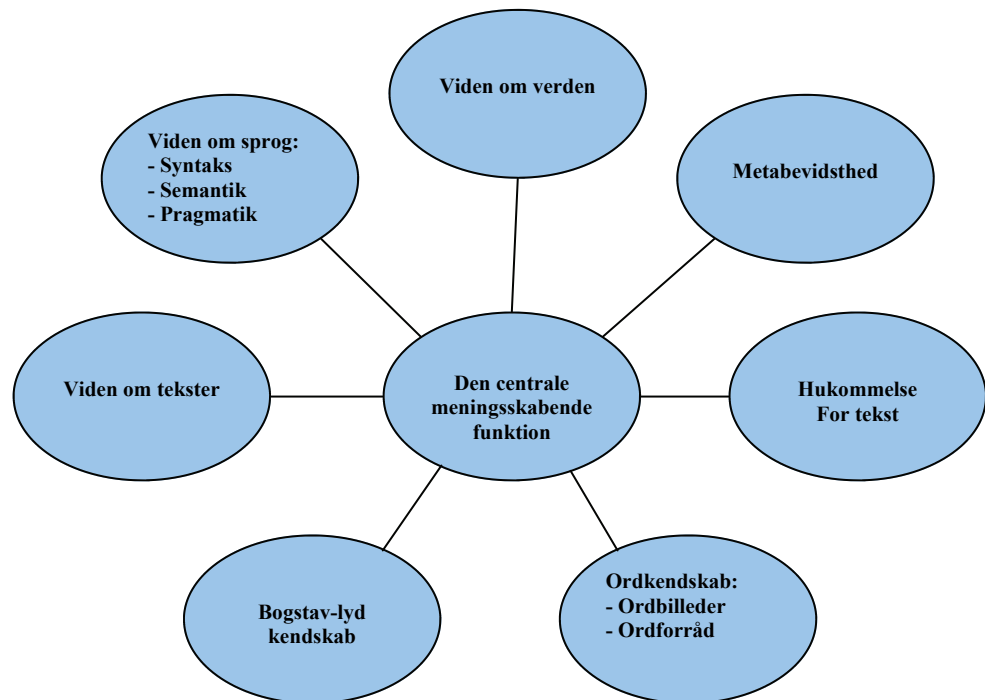 Viden om verden
Viden om sprog:
- Syntaks
- Semantik
- Pragmatik
Metabevidsthed
Viden om tekster
Den centrale
meningsskabende
funktion
Hukommelse
For tekst
Bogstav-lyd
kendskab
Ordkendskab:
- Ordbilleder
- Ordforråd